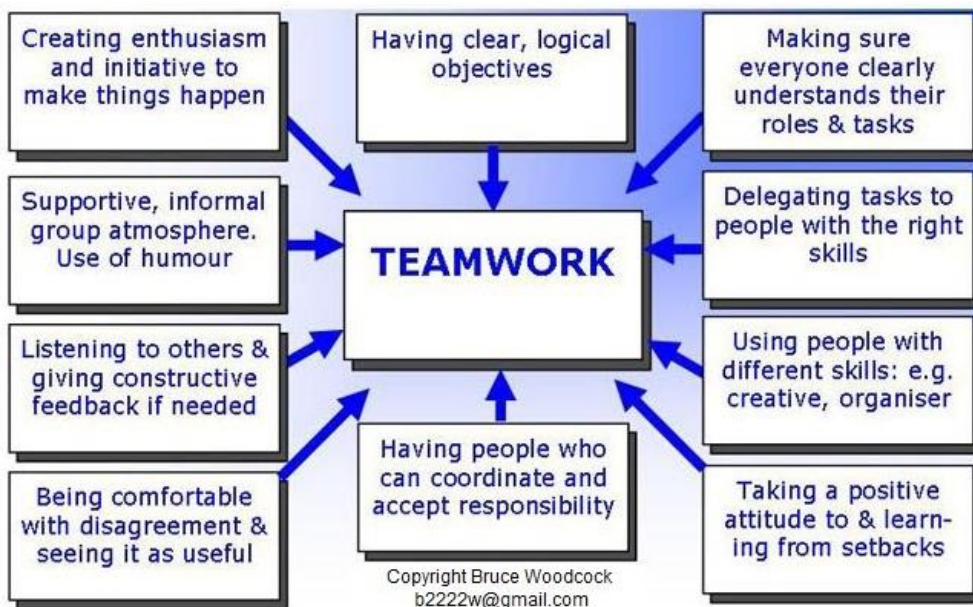 Creating enthusiasm
and initiative to
make things happen
Having clear, logical
objectives
Making sure
everyone clearly
understands their
roles & tasks
Supportive, informal
group atmosphere.
Use of humour
TEAMWORK
Delegating tasks to
people with the right
skills
Listening to others &
giving constructive
feedback if needed
Using people with
different skills: e.g.
creative, organiser
Being comfortable
with disagreement &
seeing it as useful
Having people who
can coordinate and
accept responsibility
Taking a positive
attitude to & learn-
ing from setbacks
Copyright Bruce Woodcock
b2222w@gmail.com